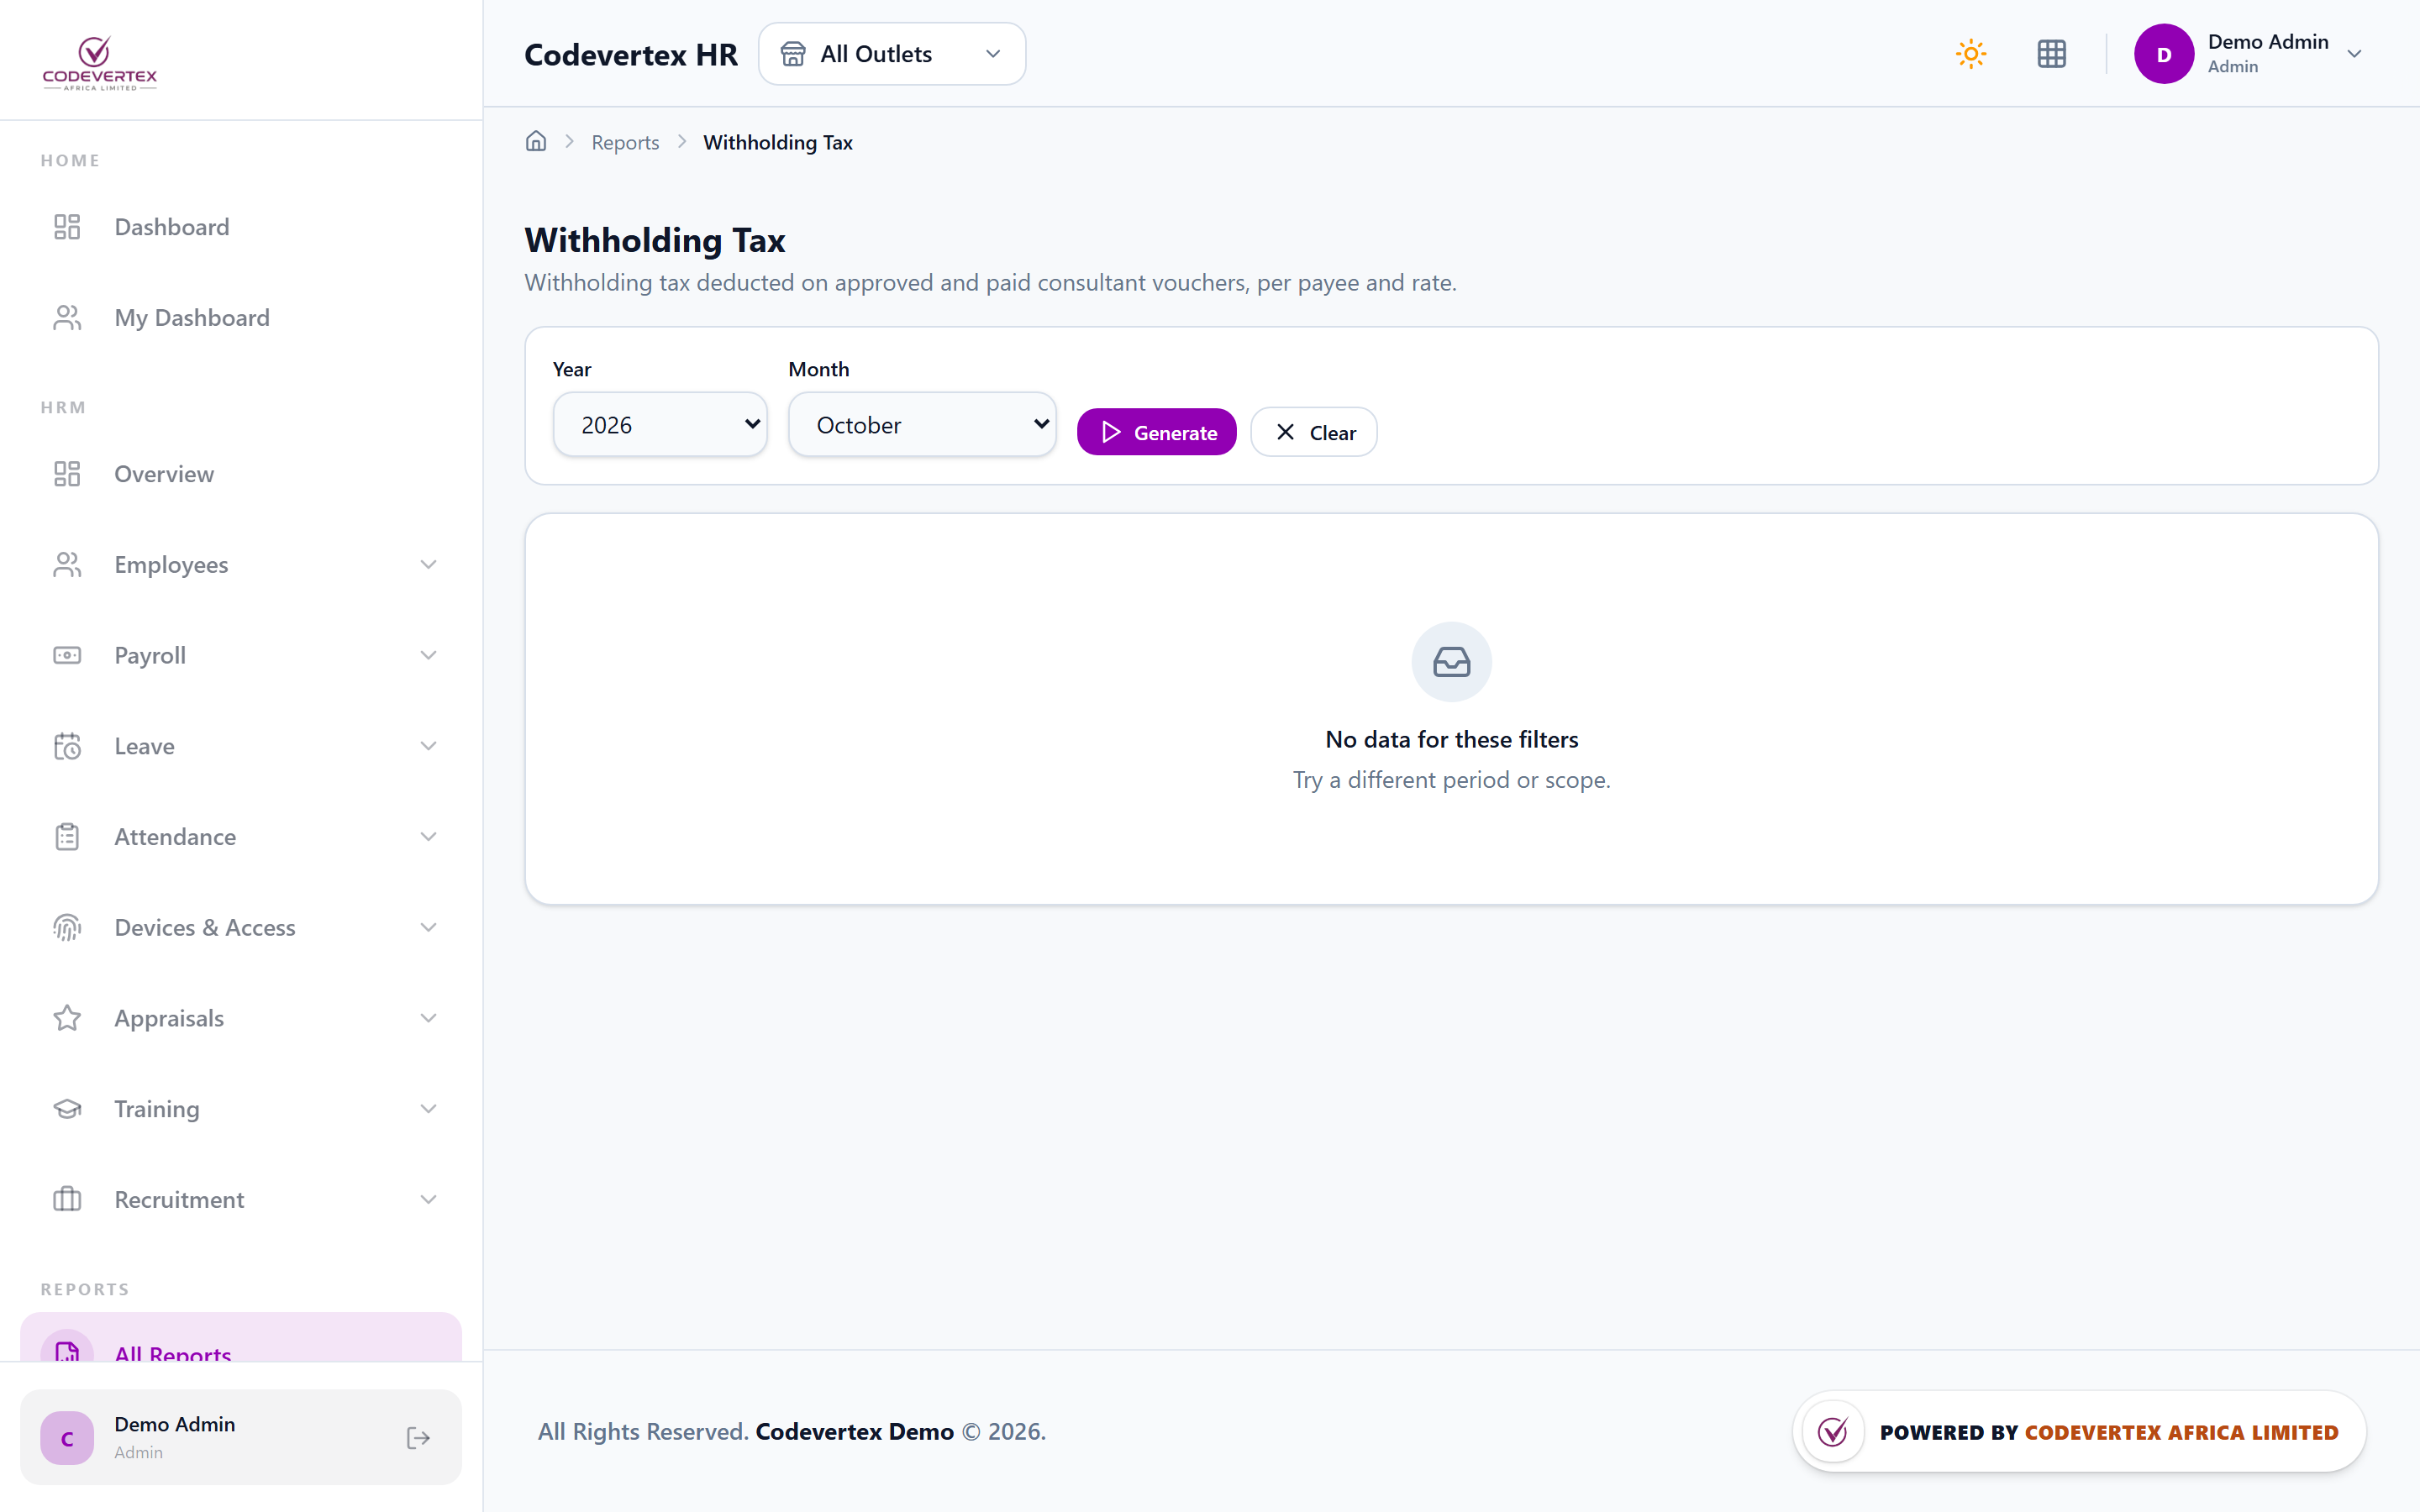 CODEVERTEX
AFRICA LIMITED
HOME
Dashboard
My Dashboard
HRM
Overview
Employees
Payroll
Leave
Attendance
Devices & Access
Appraisals
Training
Recruitment
REPORTS
All Reports
C
Demo Admin
Admin
Codevertex HR
All Outlets
D
Demo Admin
Admin
Reports
Withholding Tax
Withholding Tax
Withholding tax deducted on approved and paid consultant vouchers, per payee and rate.
Year
Month
2026
October
Generate
Clear
No data for these filters
Try a different period or scope.
All Rights Reserved. Codevertex Demo © 2026.
POWERED BY CODEVERTEX AFRICA LIMITED